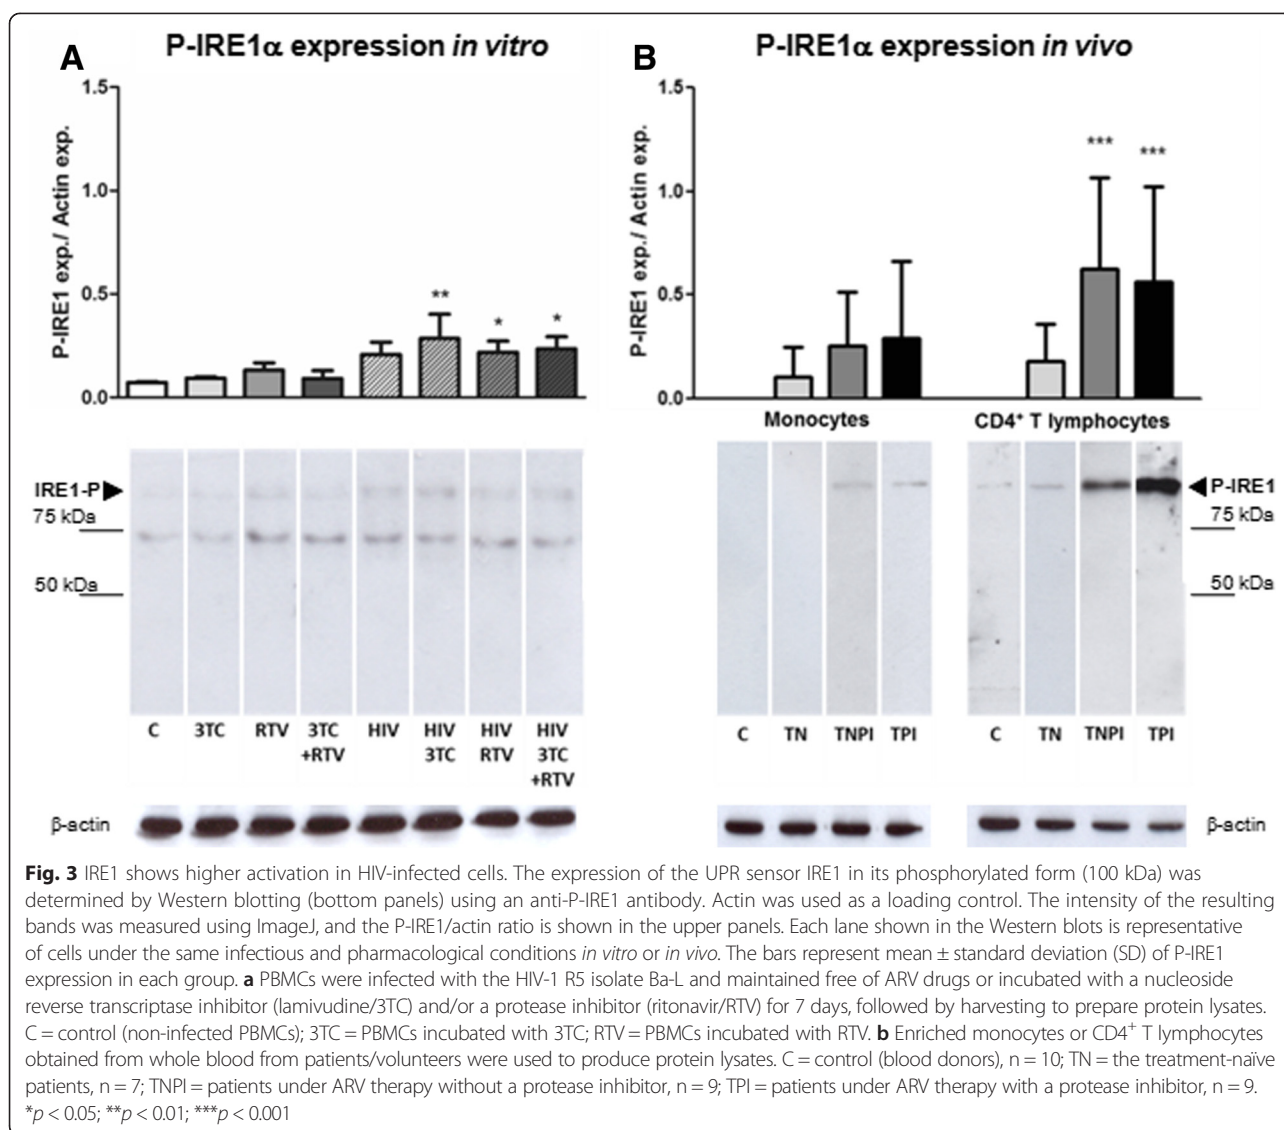 A
P-IRE1α expression in vitro
P-IRE1 exp./ Actin exp.
1.5
1.0
0.5
0.0
**
*
*
IRE1-P
75 kDa
50 kDa
C
3TC
RTV
3TC
+RTV
HIV
HIV
3TC
HIV
RTV
HIV
3TC
+RTV
β-actin
B
P-IRE1α expression in vivo
P-IRE1 exp./ Actin exp.
1.5
1.0
0.5
0.0
***
***
Monocytes
CD4⁺ T lymphocytes
P-IRE1
75 kDa
50 kDa
C
TN
TNPI
TPI
C
TN
TNPI
TPI
β-actin
Fig. 3 IRE1 shows higher activation in HIV-infected cells. The expression of the UPR sensor IRE1 in its phosphorylated form (100 kDa) was
determined by Western blotting (bottom panels) using an anti-P-IRE1 antibody. Actin was used as a loading control. The intensity of the resulting
bands was measured using ImageJ, and the P-IRE1/actin ratio is shown in the upper panels. Each lane shown in the Western blots is representative
of cells under the same infectious and pharmacological conditions in vitro or in vivo. The bars represent mean ± standard deviation (SD) of P-IRE1
expression in each group. a PBMCs were infected with the HIV-1 R5 isolate Ba-L and maintained free of ARV drugs or incubated with a nucleoside
reverse transcriptase inhibitor (lamivudine/3TC) and/or a protease inhibitor (ritonavir/RTV) for 7 days, followed by harvesting to prepare protein lysates.
C = control (non-infected PBMCs); 3TC = PBMCs incubated with 3TC; RTV = PBMCs incubated with RTV. b Enriched monocytes or CD4⁺ T lymphocytes
obtained from whole blood from patients/volunteers were used to produce protein lysates. C = control (blood donors), n = 10; TN = the treatment-naïve
patients, n = 7; TNPI = patients under ARV therapy without a protease inhibitor, n = 9; TPI = patients under ARV therapy with a protease inhibitor, n = 9.
*p < 0.05; **p < 0.01; ***p < 0.001